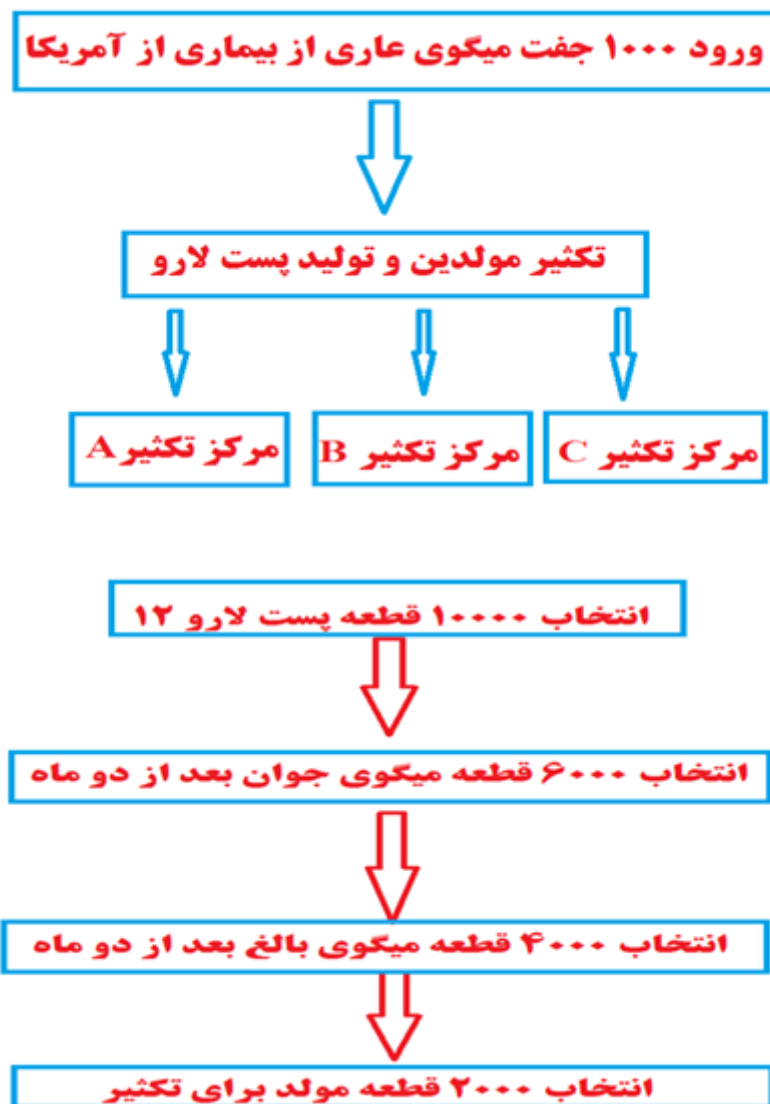 ورود ۱۰۰۰ جفت میگوی عاری از بیماری از آمریکا
تکثیر مولدین و تولید پست لارو
مرکز تکثیر C
مرکز تکثیر B
مرکز تکثیر A
انتخاب ۱۰۰۰۰ قطعه پست لارو ۱۲
انتخاب ۶۰۰۰ قطعه میگوی جوان بعد از دو ماه
انتخاب ۴۰۰۰ قطعه میگوی بالغ بعد از دو ماه
انتخاب ۲۰۰۰ قطعه مولد برای تکثیر